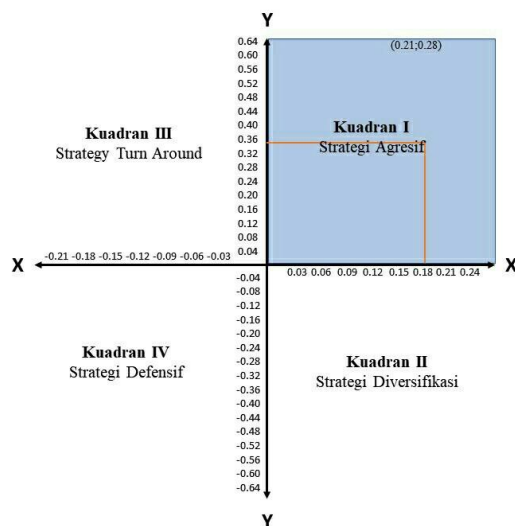 Y
0.64
(0.21;0.28)
0.60
0.56
0.52
0.48
0.44
0.40
Kuadran III
Kuadran I
0.36
Strategy Turn Around
Strategi Agresif
0.32
0.28
0.24
0.20
0.16
0.12
0.08
0.04
X
-0.21 -0.18 -0.15 -0.12 -0.09 -0.06 -0.03
X
0.03 0.06 0.09 0.12 0.15 0.18 0.21 0.24
-0.04
-0.08
-0.12
-0.16
-0.20
-0.24
Kuadran IV
Kuadran II
-0.28
Strategi Defensif
Strategi Diversifikasi
-0.32
-0.36
-0.40
-0.44
-0.48
-0.52
-0.56
-0.60
-0.64
Y